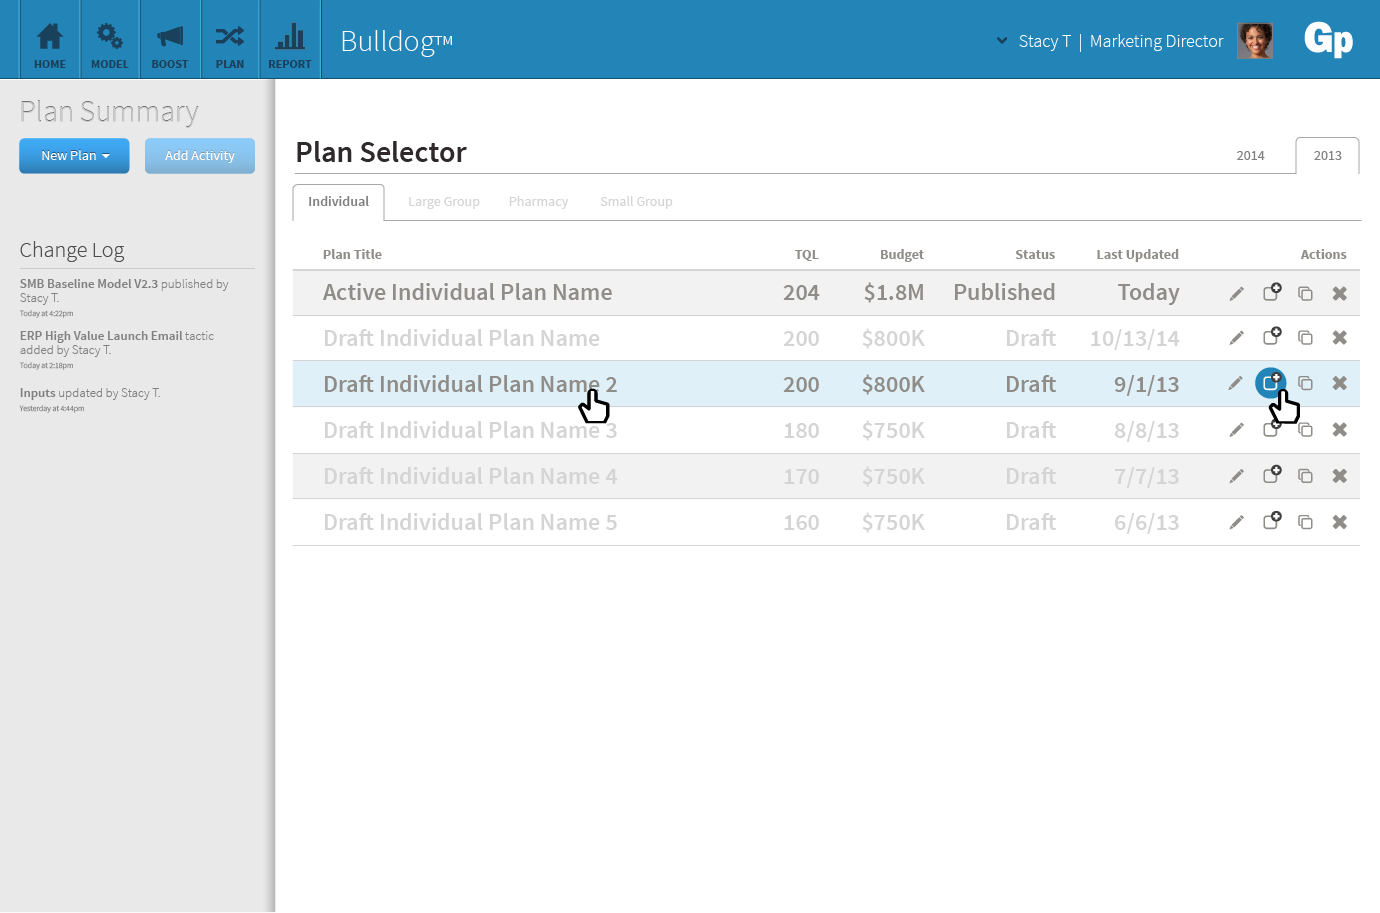 HOME MODEL BOOST PLAN REPORT
Bulldog™
Stacy T | Marketing Director
Gp
Plan Summary
New Plan
Add Activity
Change Log
SMB Baseline Model V2.3 published by
Stacy T.
Today at 4:22pm
ERP High Value Launch Email tactic
added by Stacy T.
Today at 2:18pm
Inputs updated by Stacy T.
Yesterday at 4:44pm
Plan Selector
2014 2013
Individual Large Group Pharmacy Small Group
Plan Title TQL Budget Status Last Updated Actions
Active Individual Plan Name 204 $1.8M Published Today
Draft Individual Plan Name 200 $800K Draft 10/13/14
Draft Individual Plan Name 2 200 $800K Draft 9/1/13
Draft Individual Plan Name 3 180 $750K Draft 8/8/13
Draft Individual Plan Name 4 170 $750K Draft 7/7/13
Draft Individual Plan Name 5 160 $750K Draft 6/6/13